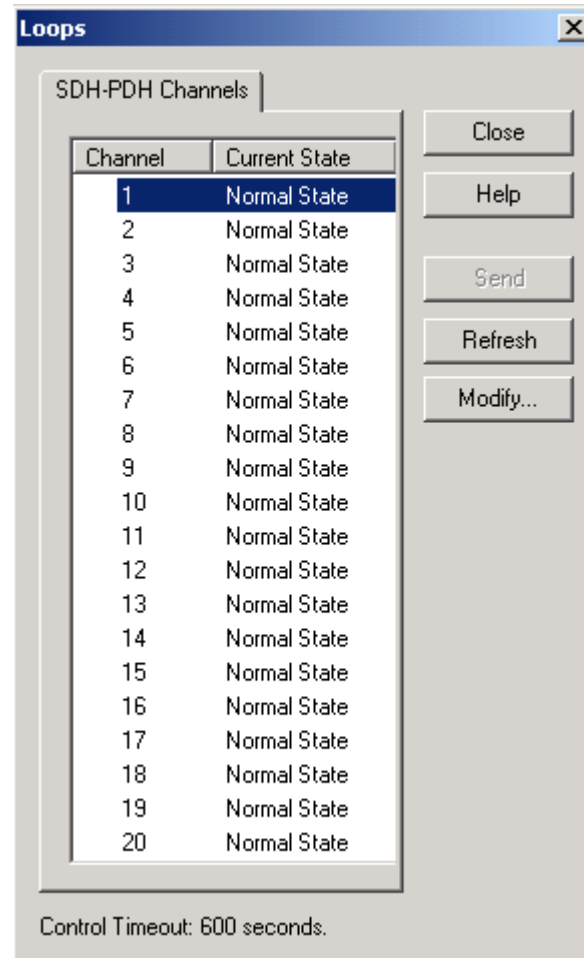 Loops
SDH-PDH Channels
Channel Current State
1 Normal State
2 Normal State
3 Normal State
4 Normal State
5 Normal State
6 Normal State
7 Normal State
8 Normal State
9 Normal State
10 Normal State
11 Normal State
12 Normal State
13 Normal State
14 Normal State
15 Normal State
16 Normal State
17 Normal State
18 Normal State
19 Normal State
20 Normal State
Close
Help
Send
Refresh
Modify...
Control Timeout: 600 seconds.